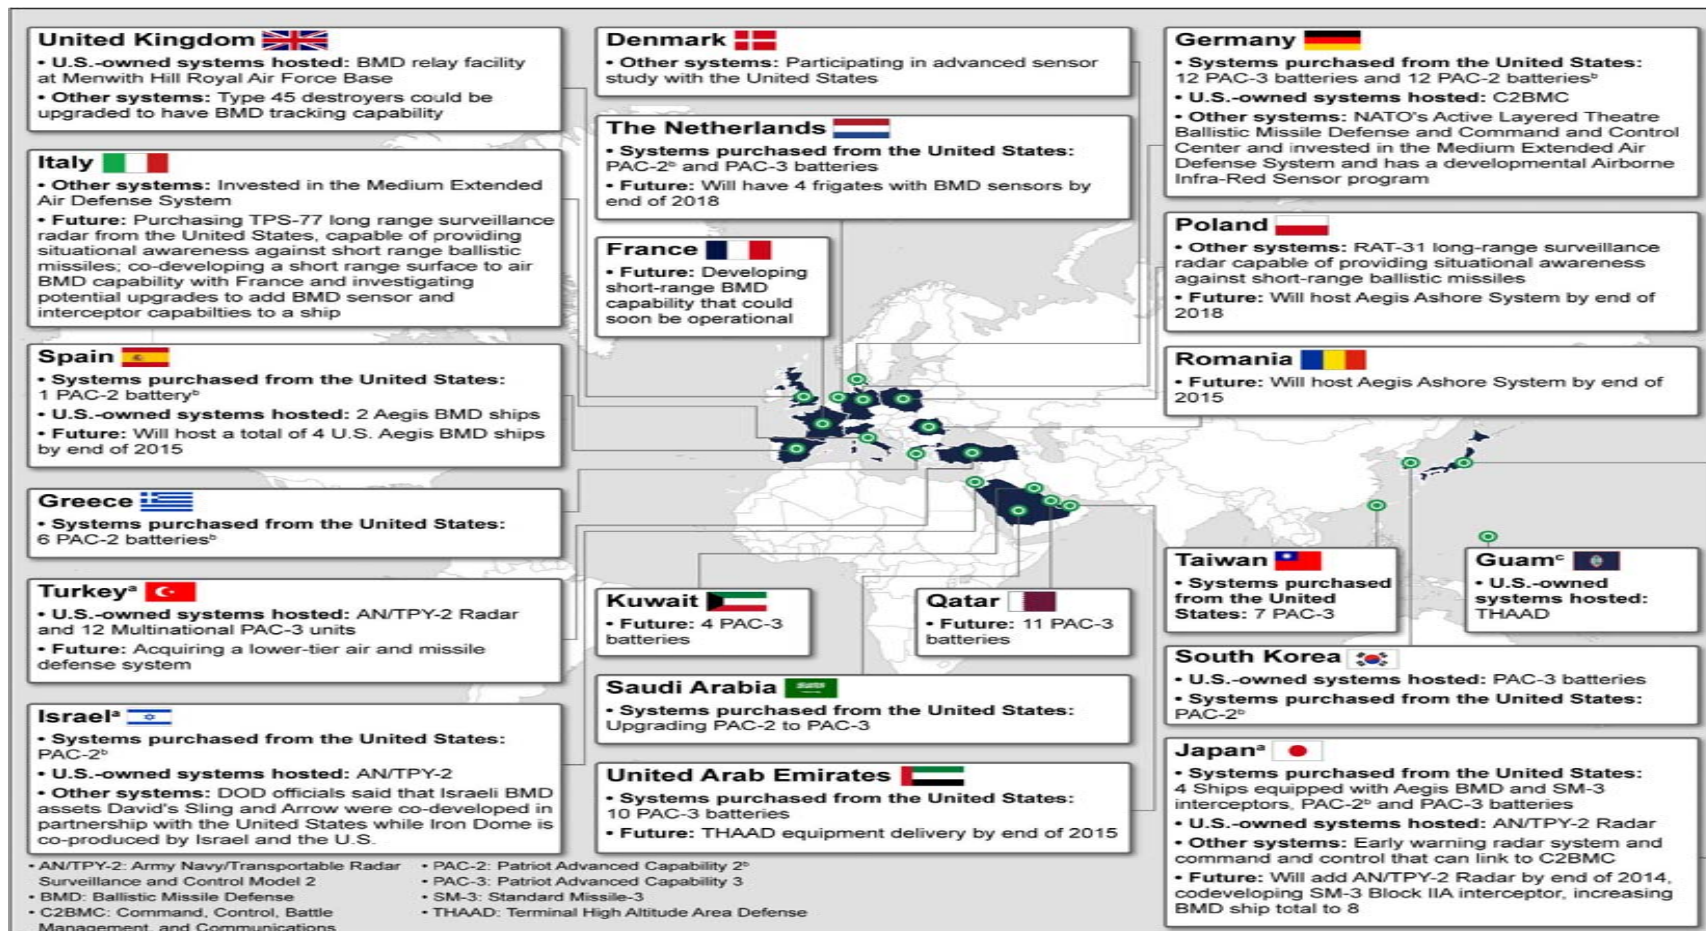 United Kingdom
• U.S.-owned systems hosted: BMD relay facility
at Menwith Hill Royal Air Force Base
• Other systems: Type 45 destroyers could be
upgraded to have BMD tracking capability
Italy
• Other systems: Invested in the Medium Extended
Air Defense System
• Future: Purchasing TPS-77 long range surveillance
radar from the United States, capable of providing
situational awareness against short range ballistic
missiles; co-developing a short range surface to air
BMD capability with France and investigating
potential upgrades to add BMD sensor and
interceptor capabilties to a ship
Spain
• Systems purchased from the United States:
1 PAC-2 batteryᵇ
• U.S.-owned systems hosted: 2 Aegis BMD ships
• Future: Will host a total of 4 U.S. Aegis BMD ships
by end of 2015
Greece
• Systems purchased from the United States:
6 PAC-2 batteriesᵇ
Turkeyᵃ
• U.S.-owned systems hosted: AN/TPY-2 Radar
and 12 Multinational PAC-3 units
• Future: Acquiring a lower-tier air and missile
defense system
Israelᵃ
• Systems purchased from the United States:
PAC-2ᵇ
• U.S.-owned systems hosted: AN/TPY-2
• Other systems: DOD officials said that Israeli BMD
assets David's Sling and Arrow were co-developed in
partnership with the United States while Iron Dome is
co-produced by Israel and the U.S.
Denmark
• Other systems: Participating in advanced sensor
study with the United States
The Netherlands
• Systems purchased from the United States:
PAC-2ᵇ and PAC-3 batteries
• Future: Will have 4 frigates with BMD sensors by
end of 2018
France
• Future: Developing
short-range BMD
capability that could
soon be operational
Kuwait
• Future: 4 PAC-3
batteries
Qatar
• Future: 11 PAC-3
batteries
Saudi Arabia
• Systems purchased from the United States:
Upgrading PAC-2 to PAC-3
United Arab Emirates
• Systems purchased from the United States:
10 PAC-3 batteries
• Future: THAAD equipment delivery by end of 2015
Germany
• Systems purchased from the United States:
12 PAC-3 batteries and 12 PAC-2 batteriesᵇ
• U.S.-owned systems hosted: C2BMC
• Other systems: NATO's Active Layered Theatre
Ballistic Missile Defense and Command and Control
Center and invested in the Medium Extended Air
Defense System and has a developmental Airborne
Infra-Red Sensor program
Poland
• Other systems: RAT-31 long-range surveillance
radar capable of providing situational awareness
against short-range ballistic missiles
• Future: Will host Aegis Ashore System by end of
2018
Romania
• Future: Will host Aegis Ashore System by end of
2015
Taiwan
• Systems purchased
from the United
States: 7 PAC-3
Guamᶜ
• U.S.-owned
systems hosted:
THAAD
South Korea
• U.S.-owned systems hosted: PAC-3 batteries
• Systems purchased from the United States:
PAC-2ᵇ
Japanᵃ
• Systems purchased from the United States:
4 Ships equipped with Aegis BMD and SM-3
interceptors, PAC-2ᵇ and PAC-3 batteries
• U.S.-owned systems hosted: AN/TPY-2 Radar
• Other systems: Early warning radar system and
command and control that can link to C2BMC
• Future: Will add AN/TPY-2 Radar by end of 2014,
codeveloping SM-3 Block IIA interceptor, increasing
BMD ship total to 8
• AN/TPY-2: Army Navy/Transportable Radar
Surveillance and Control Model 2
• BMD: Ballistic Missile Defense
• C2BMC: Command, Control, Battle
Management, and Communications
• PAC-2: Patriot Advanced Capability 2ᵇ
• PAC-3: Patriot Advanced Capability 3
• SM-3: Standard Missile-3
• THAAD: Terminal High Altitude Area Defense